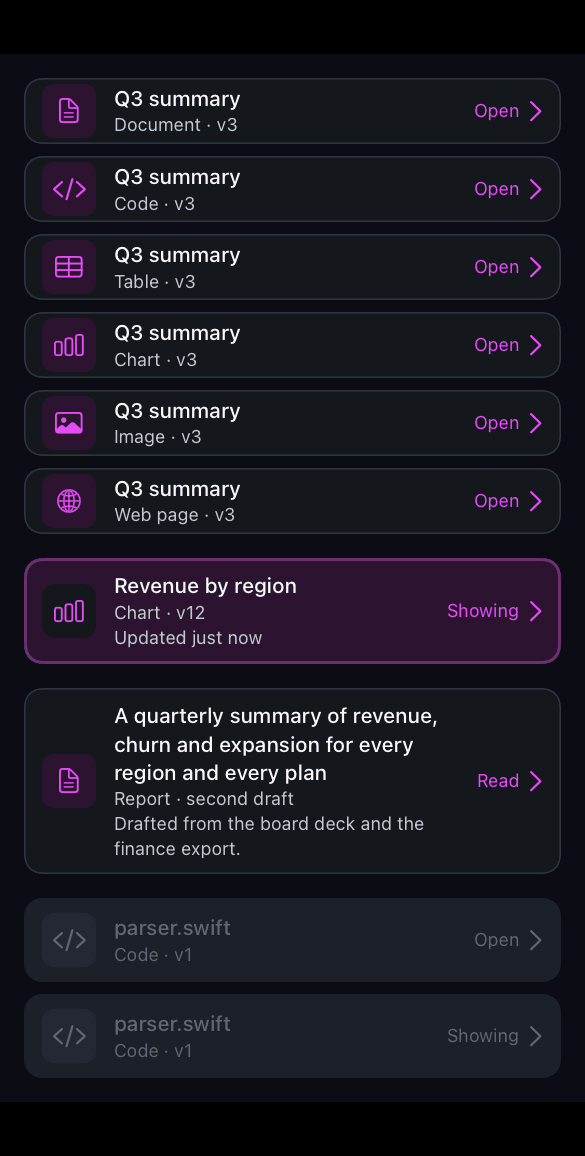 Q3 summary
Document · v3
Open
Q3 summary
Code · v3
Open
Q3 summary
Table · v3
Open
Q3 summary
Chart · v3
Open
Q3 summary
Image · v3
Open
Q3 summary
Web page · v3
Open
Revenue by region
Chart · v12
Updated just now
Showing
A quarterly summary of revenue,
churn and expansion for every
region and every plan
Report · second draft
Drafted from the board deck and the
finance export.
Read
parser.swift
Code · v1
Open
parser.swift
Code · v1
Showing